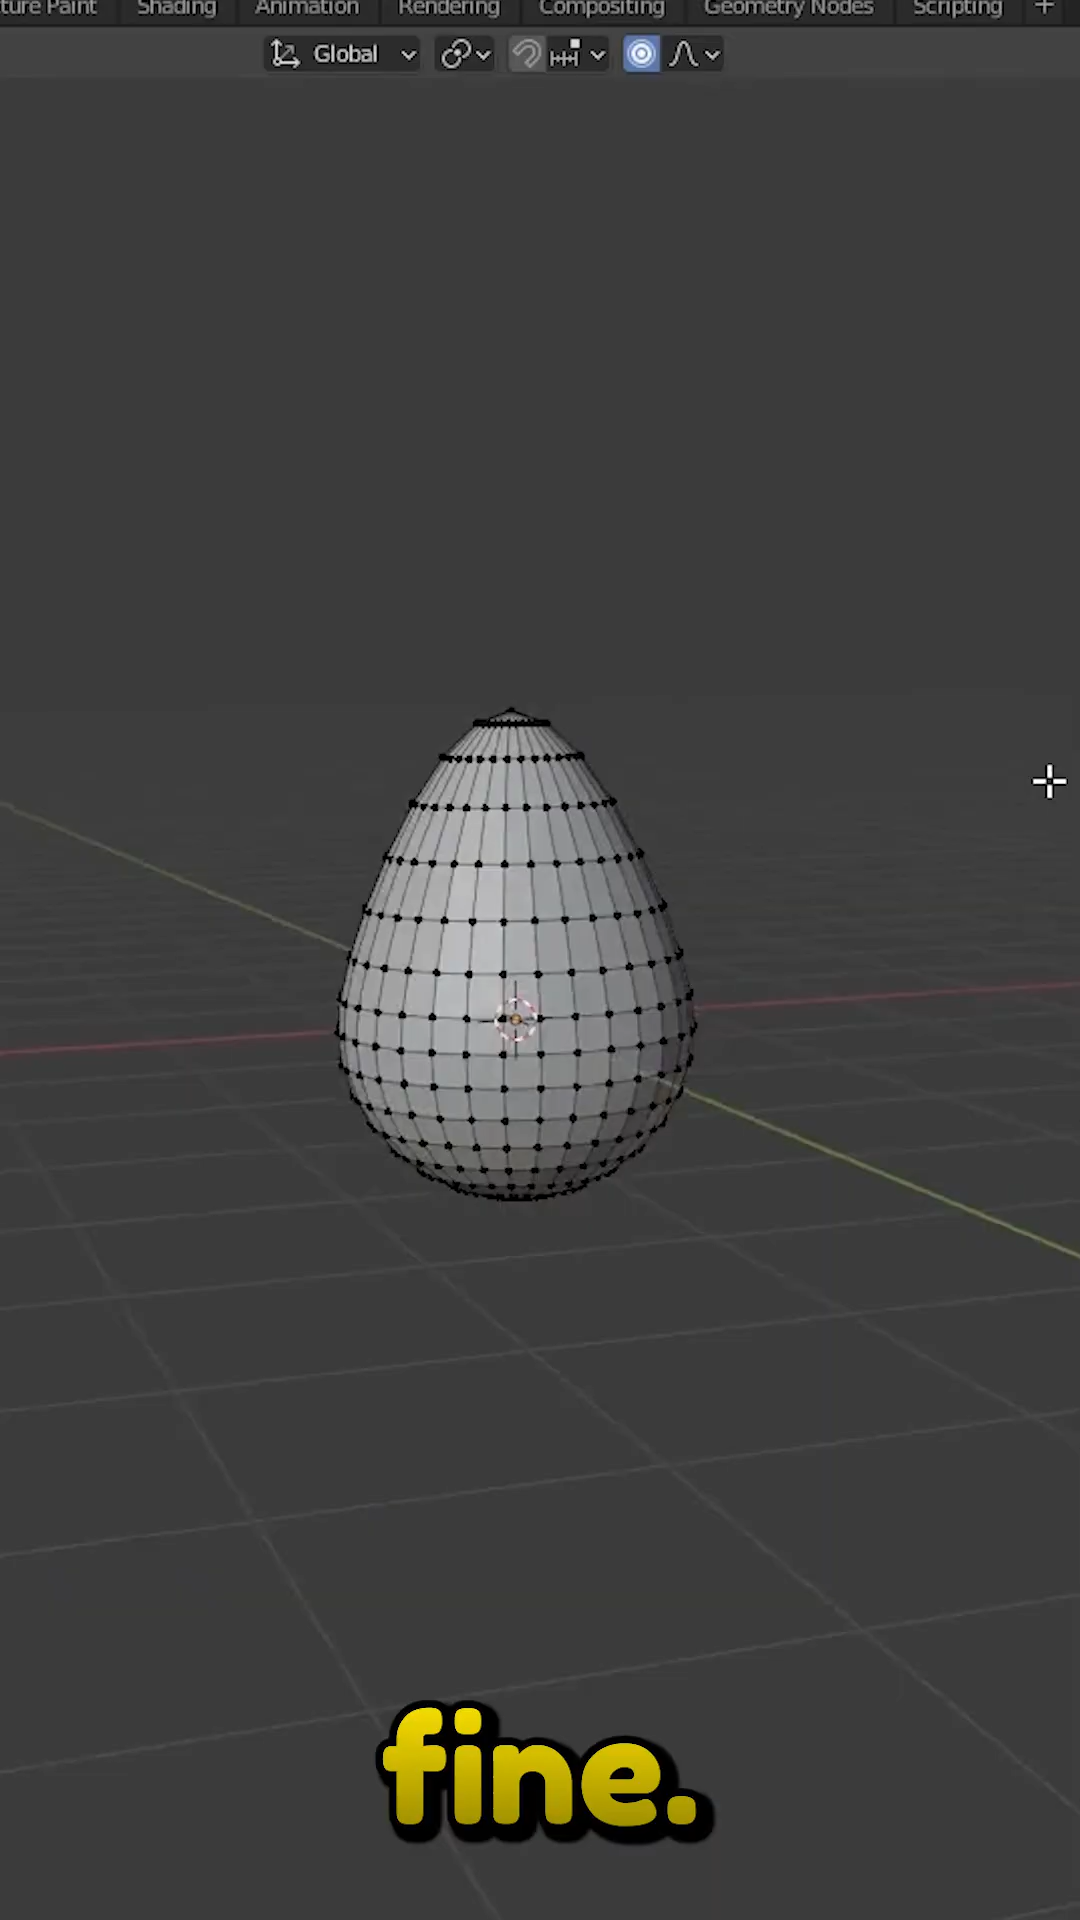 ture Paint Shading Animation Rendering Compositing Geometry Nodes Scripting +
Global
fine.